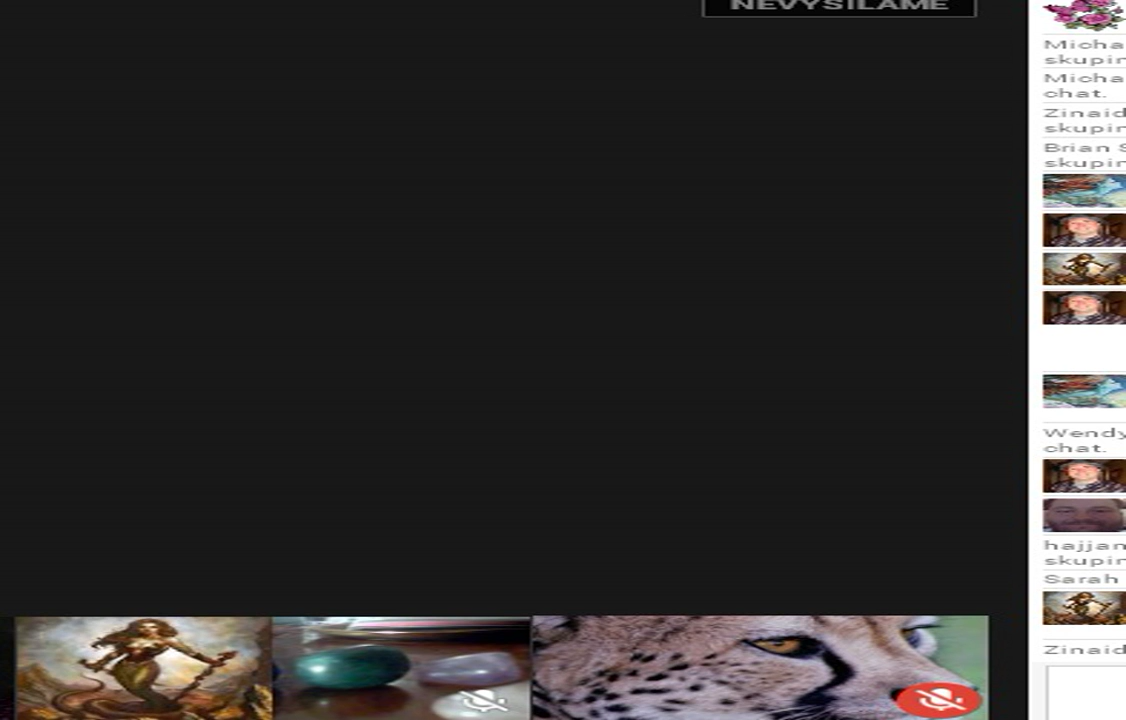 NEVYSILAME
Micha
skupin
Micha
chat.
Zinaid
skupin
Brian S
skupin
Wendy
chat.
hajjan
skupin
Sarah
Zinaid